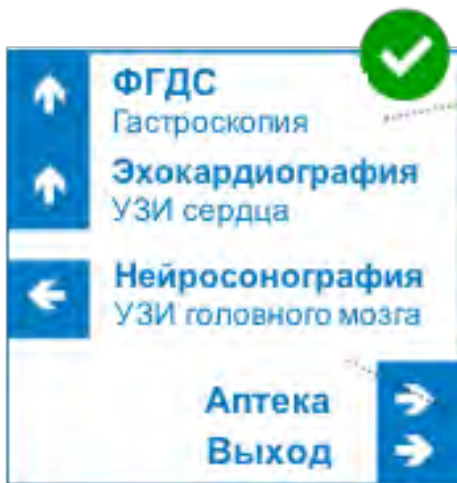 ФГДС
Гастроскопия
Эхокардиография
УЗИ сердца
Нейросонография
УЗИ головного мозга
Аптека
Выход